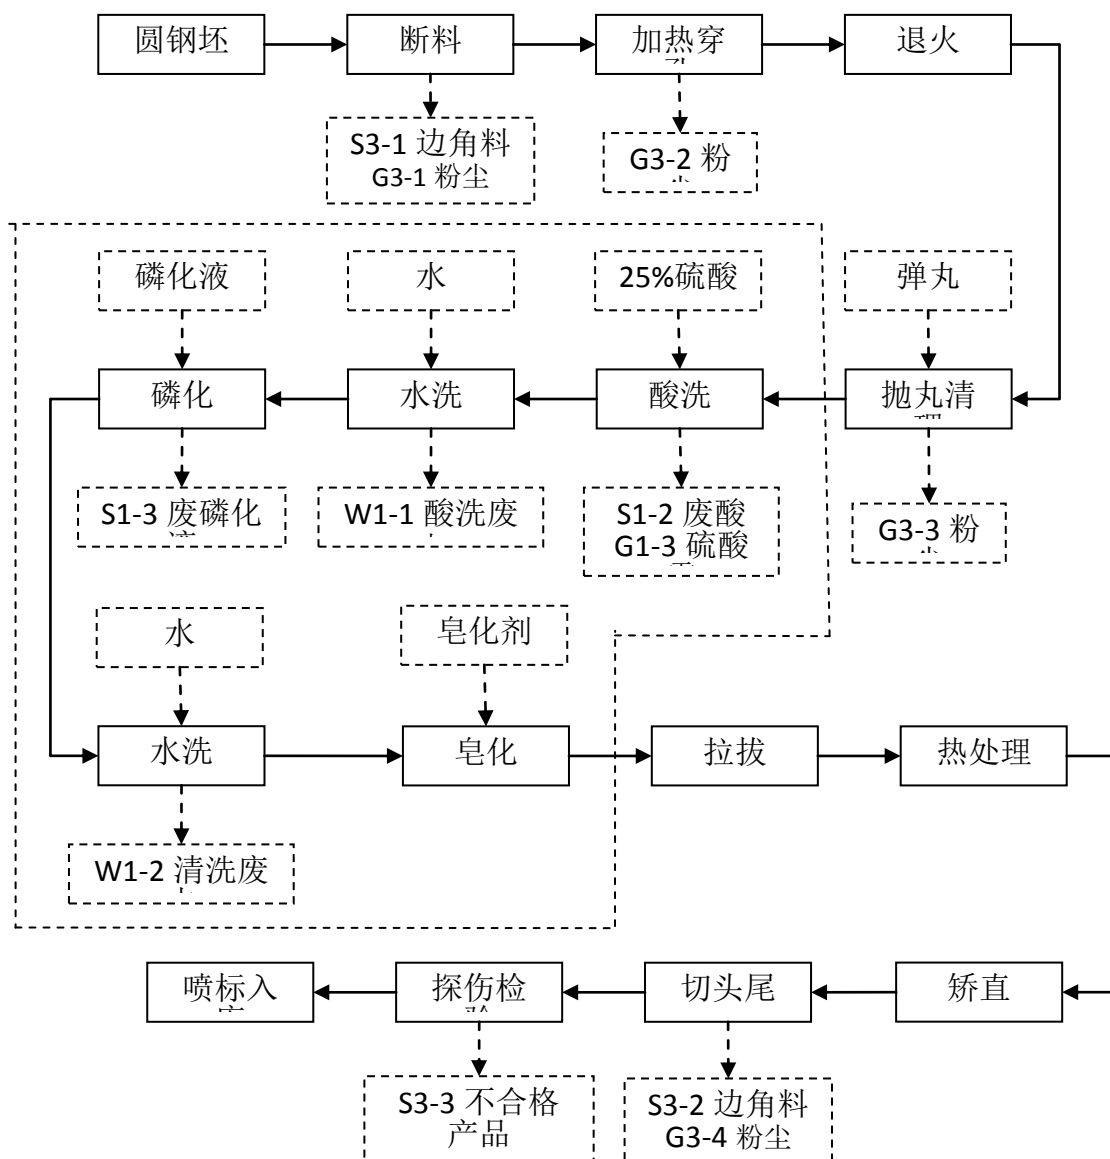 圆钢坯
断料
加热穿
退火
S3-1 边角料
G3-1 粉尘
G3-2 粉
磷化液
水
25%硫酸
弹丸
磷化
水洗
酸洗
抛丸清
S1-3 废磷化
W1-1 酸洗废
S1-2 废酸
G1-3 硫酸
G3-3 粉
水
皂化剂
水洗
皂化
拉拔
热处理
W1-2 清洗废
喷标入
探伤检
切头尾
矫直
S3-3 不合格
产品
S3-2 边角料
G3-4 粉尘